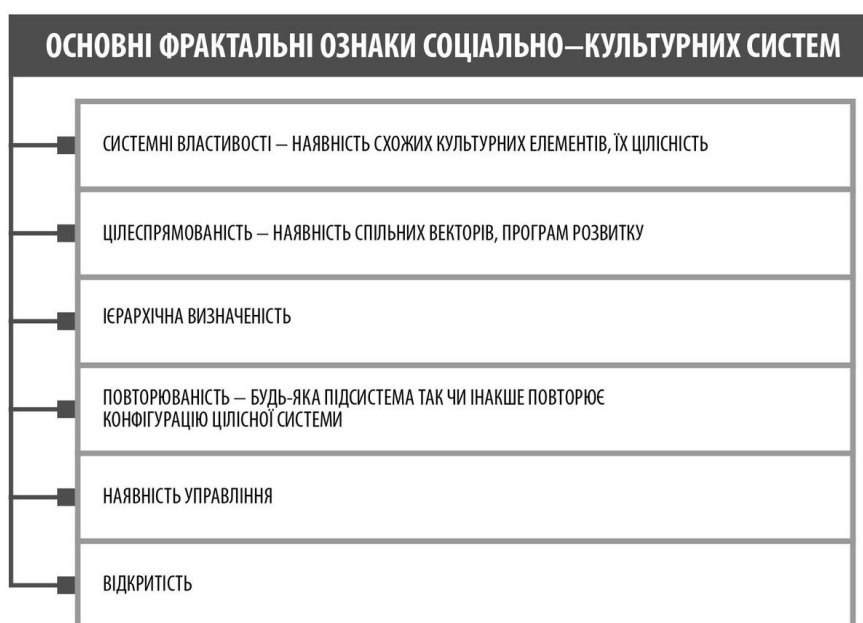 ОСНОВНІ ФРАКТАЛЬНІ ОЗНАКИ СОЦІАЛЬНО–КУЛЬТУРНИХ СИСТЕМ
СИСТЕМНІ ВЛАСТИВОСТІ – НАЯВНІСТЬ СХОЖИХ КУЛЬТУРНИХ ЕЛЕМЕНТІВ, ЇХ ЦІЛІСНІСТЬ
ЦІЛЕСПРЯМОВАНІСТЬ – НАЯВНІСТЬ СПІЛЬНИХ ВЕКТОРІВ, ПРОГРАМ РОЗВИТКУ
ІЄРАРХІЧНА ВИЗНАЧЕНІСТЬ
ПОВТОРЮВАНІСТЬ – БУДЬ-ЯКА ПІДСИСТЕМА ТАК ЧИ ІНАКШЕ ПОВТОРЮЄ
КОНФІГУРАЦІЮ ЦІЛІСНОЇ СИСТЕМИ
НАЯВНІСТЬ УПРАВЛІННЯ
ВІДКРИТІСТЬ